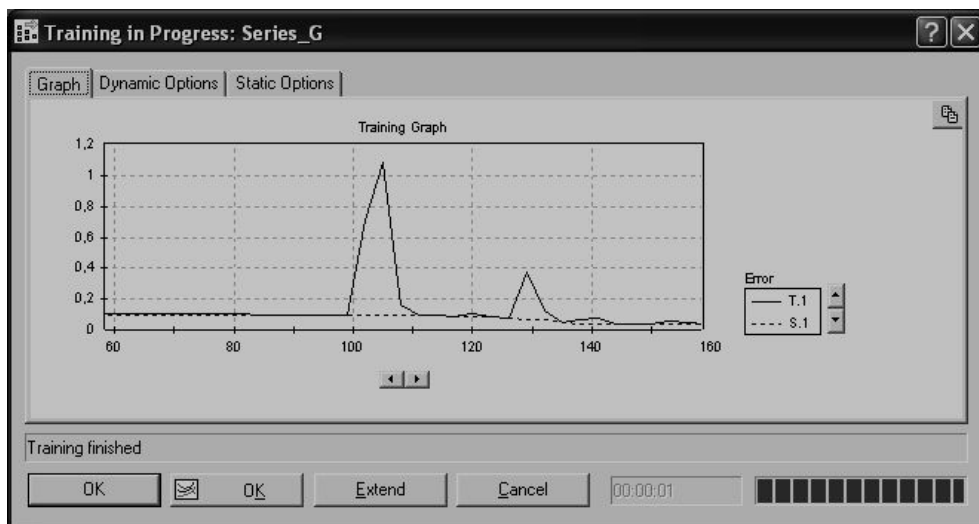 Training in Progress: Series_G
Graph Dynamic Options Static Options
Training Graph
1,2
1
0,8
0,6
0,4
0,2
0
60 80 100 120 140 160
Error
T.1
S.1
Training finished
OK OK Extend Cancel 00:00:01